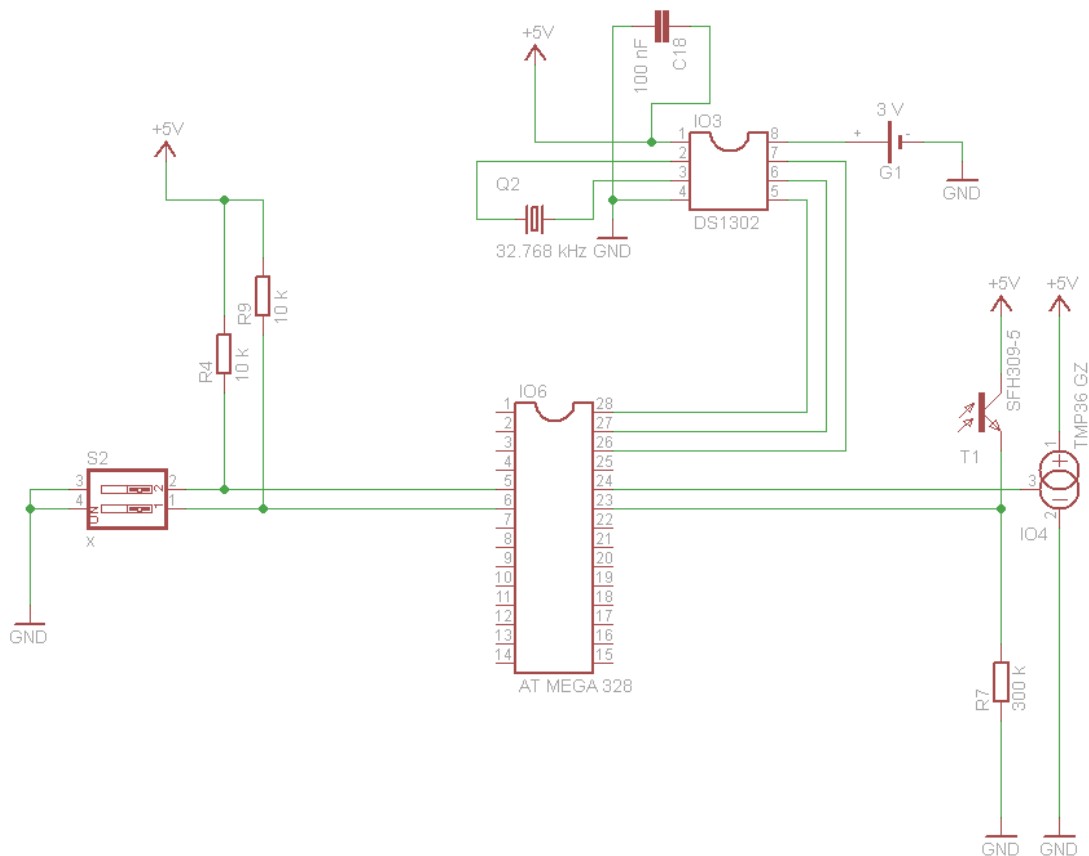 +5V
100 nF
C18
3 V
+
-
G1
GND
IO3
1
2
3
4
8
7
6
5
DS1302
Q2
32.768 kHz
GND
+5V
R9
10 k
R4
10 k
S2
3
4
2
1
2
1
x
GND
IO6
1
2
3
4
5
6
7
8
9
10
11
12
13
14
28
27
26
25
24
23
22
21
20
19
18
17
16
15
AT MEGA 328
+5V
+5V
SFH309-5
T1
TMP36 GZ
1
3
2
IO4
R7
300 k
GND
GND